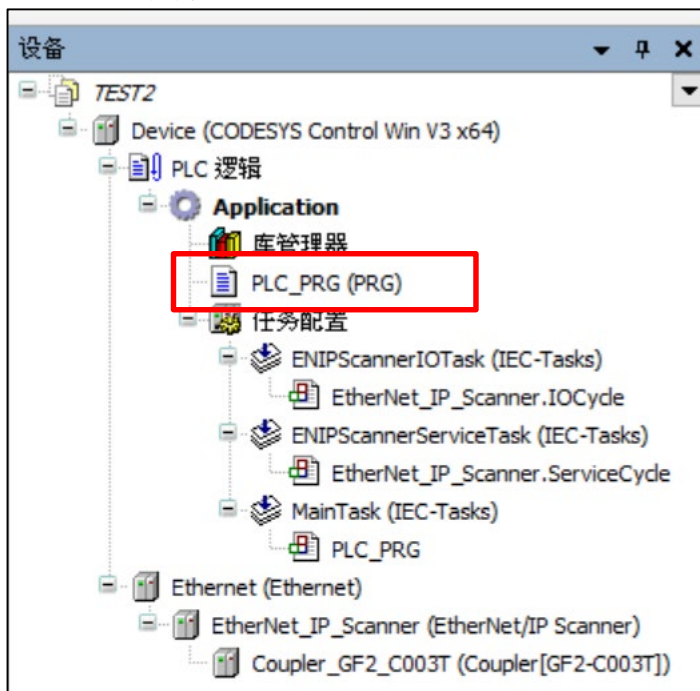 设备
TEST2
Device (CODESYS Control Win V3 x64)
PLC 逻辑
Application
库管理器
PLC_PRG (PRG)
任务配置
ENIPScannerIOTask (IEC-Tasks)
EtherNet_IP_Scanner.IOCycle
ENIPScannerServiceTask (IEC-Tasks)
EtherNet_IP_Scanner.ServiceCycle
MainTask (IEC-Tasks)
PLC_PRG
Ethernet (Ethernet)
EtherNet_IP_Scanner (EtherNet/IP Scanner)
Coupler_GF2_C003T (Coupler[GF2-C003T])